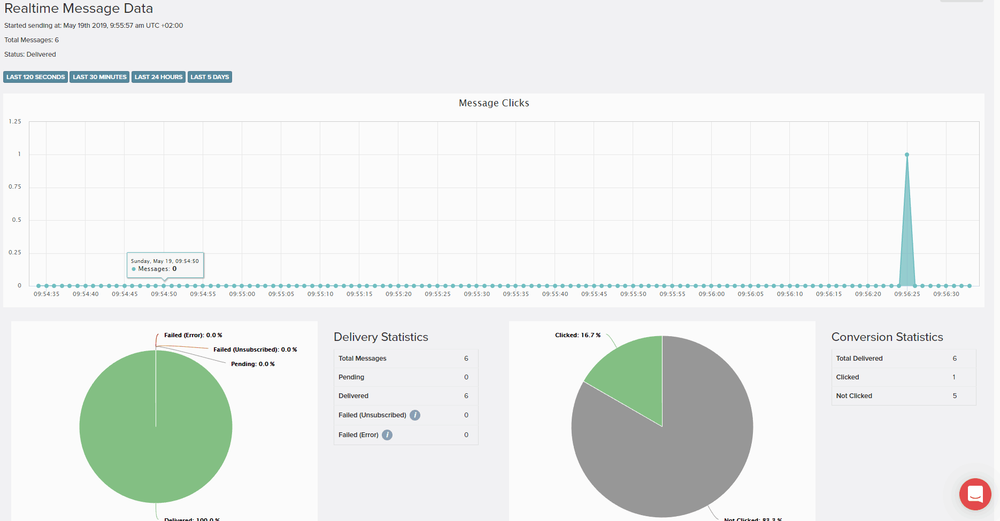 Realtime Message Data
Started sending at: May 19th 2019, 9:55:57 am UTC +02:00
Total Messages: 6
Status: Delivered
LAST 120 SECONDS LAST 30 MINUTES LAST 24 HOURS LAST 5 DAYS
Message Clicks
1.25
1
0.75
0.5
0.25
0
Sunday, May 19, 09:54:50
Messages: 0
09:54:35 09:54:40 09:54:45 09:54:50 09:54:55 09:55:00 09:55:05 09:55:10 09:55:15 09:55:20 09:55:25 09:55:30 09:55:35 09:55:40 09:55:45 09:55:50 09:55:55 09:56:00 09:56:05 09:56:10 09:56:15 09:56:20 09:56:25 09:56:30
Failed (Error): 0.0 %
Failed (Unsubscribed): 0.0 %
Pending: 0.0 %
Delivered: 100.0 %
Delivery Statistics
Total Messages 6
Pending 0
Delivered 6
Failed (Unsubscribed) i 0
Failed (Error) i 0
Clicked: 16.7 %
Not Clicked: 83.3 %
Conversion Statistics
Total Delivered 6
Clicked 1
Not Clicked 5